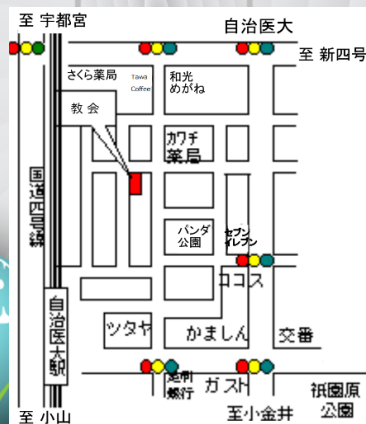 至 宇都宮
自治医大
至 新四号
さくら薬局
Tawa
Coffee
和光
めがね
教 会
カワチ
薬局
国道四号線
パンダ
公園
セブン
イレブン
ココス
自治医大駅
ツタヤ
かましん
交番
足利
銀行
ガスト
祇園原
公園
至 小山
至小金井